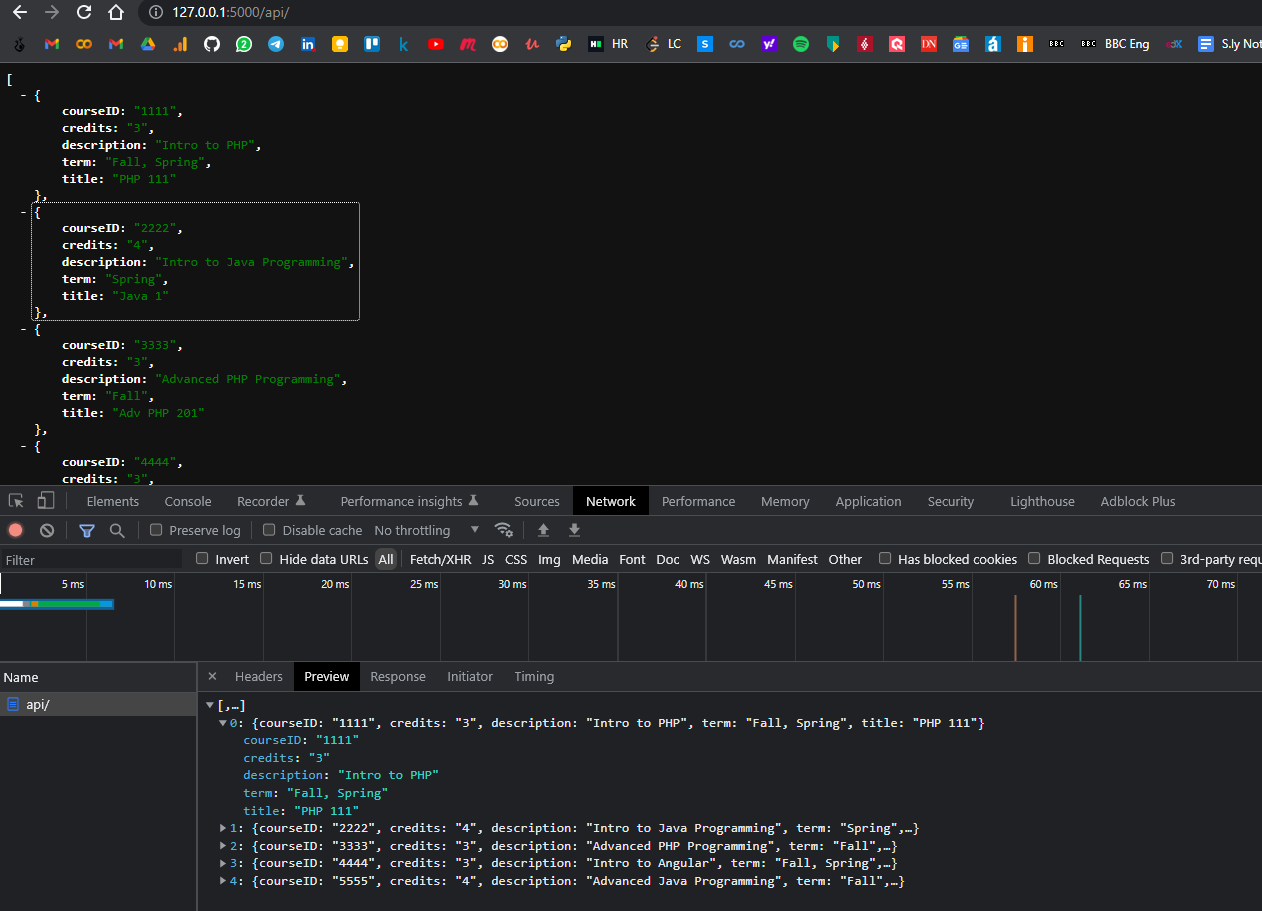 127.0.0.1:5000/api/
2 HR LC S DN GE BBC BBC BBC Eng S.ly Not
[
- {
courseID: "1111",
credits: "3",
description: "Intro to PHP",
term: "Fall, Spring",
title: "PHP 111"
},
- {
courseID: "2222",
credits: "4",
description: "Intro to Java Programming",
term: "Spring",
title: "Java 1"
},
- {
courseID: "3333",
credits: "3",
description: "Advanced PHP Programming",
term: "Fall",
title: "Adv PHP 201"
},
- {
courseID: "4444",
credits: "3",
Elements Console Recorder Performance insights Sources Network Performance Memory Application Security Lighthouse Adblock Plus
Preserve log Disable cache No throttling
Filter Invert Hide data URLs All Fetch/XHR JS CSS Img Media Font Doc WS Wasm Manifest Other Has blocked cookies Blocked Requests 3rd-party requ
5 ms 10 ms 15 ms 20 ms 25 ms 30 ms 35 ms 40 ms 45 ms 50 ms 55 ms 60 ms 65 ms 70 ms
Name
api/
× Headers Preview Response Initiator Timing
[,…]
0: {courseID: "1111", credits: "3", description: "Intro to PHP", term: "Fall, Spring", title: "PHP 111"}
courseID: "1111"
credits: "3"
description: "Intro to PHP"
term: "Fall, Spring"
title: "PHP 111"
1: {courseID: "2222", credits: "4", description: "Intro to Java Programming", term: "Spring",…}
2: {courseID: "3333", credits: "3", description: "Advanced PHP Programming", term: "Fall",…}
3: {courseID: "4444", credits: "3", description: "Intro to Angular", term: "Fall, Spring",…}
4: {courseID: "5555", credits: "4", description: "Advanced Java Programming", term: "Fall",…}